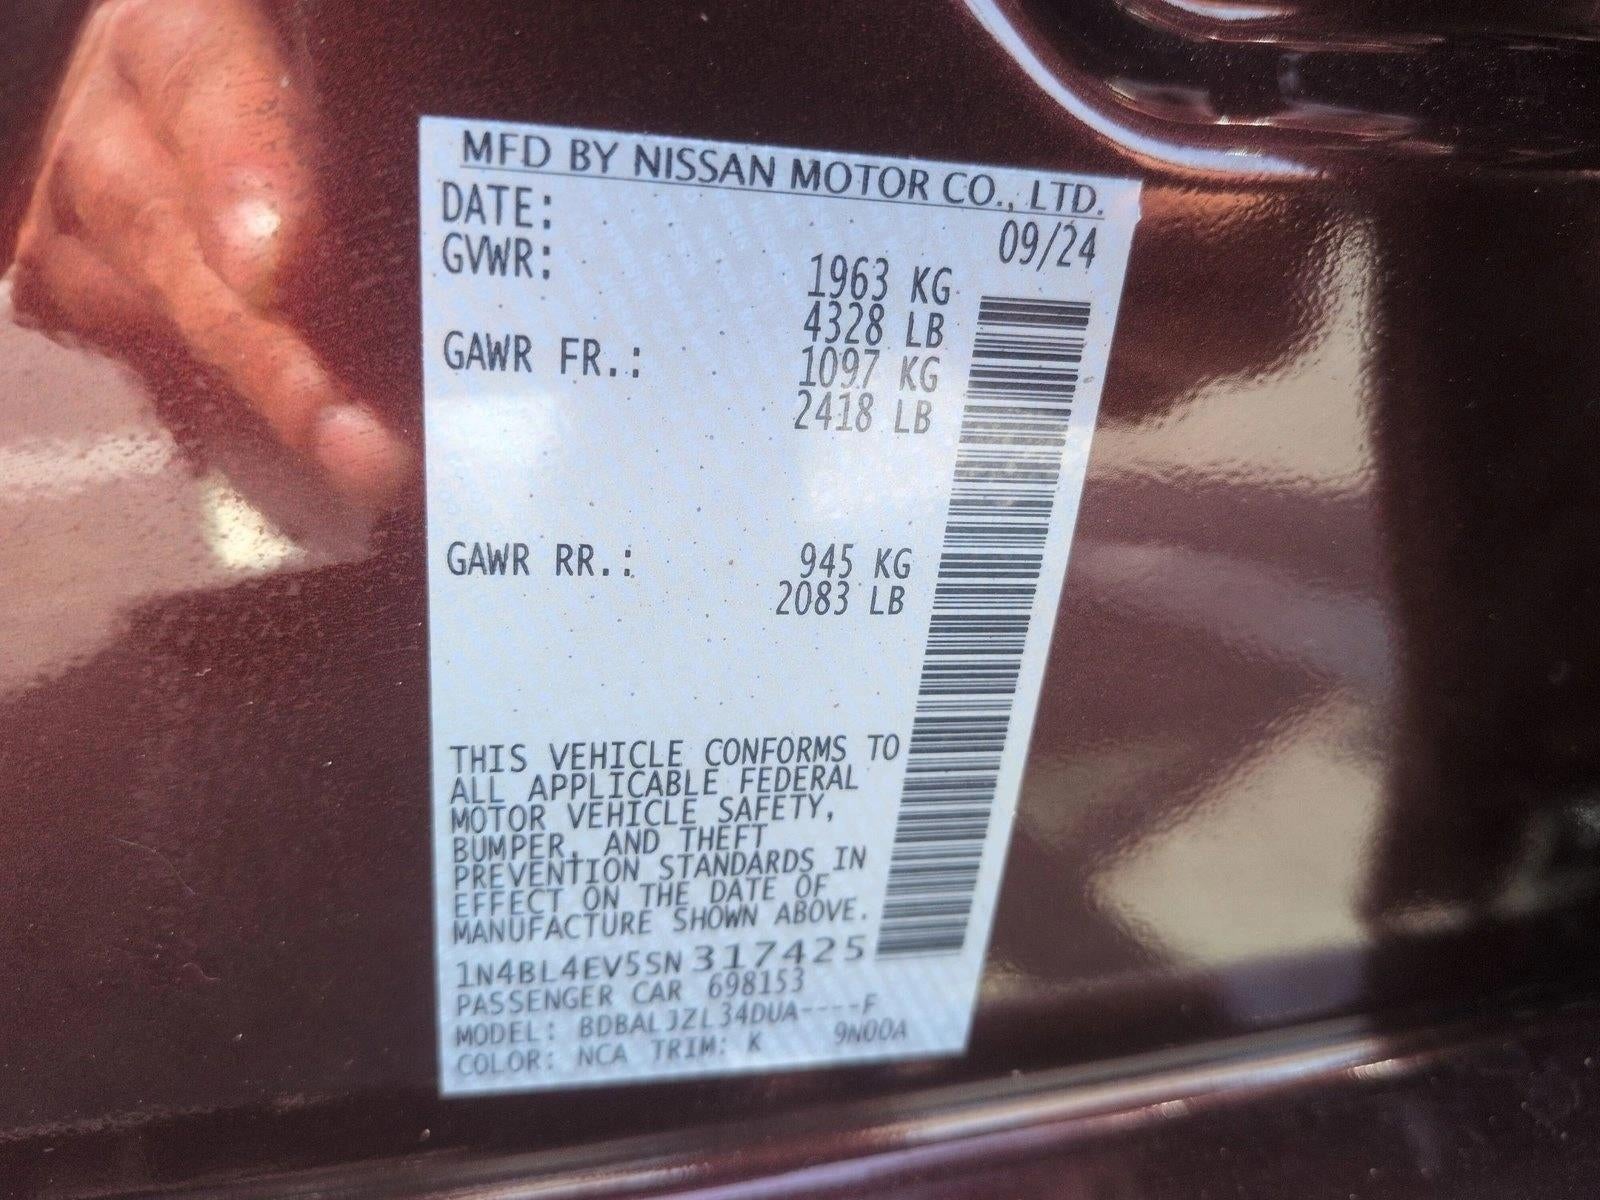 MFD BY NISSAN MOTOR CO., LTD.
DATE: 09/24
GVWR: 1963 KG
4328 LB
GAWR FR.: 1097 KG
2418 LB
GAWR RR.: 945 KG
2083 LB
THIS VEHICLE CONFORMS TO
ALL APPLICABLE FEDERAL
MOTOR VEHICLE SAFETY,
BUMPER, AND THEFT
PREVENTION STANDARDS IN
EFFECT ON THE DATE OF
MANUFACTURE SHOWN ABOVE.
1N4BL4EV5SN317425
PASSENGER CAR 698153
MODEL: BDBALJZL34DUA----F
COLOR: NCA TRIM: K 9N00A